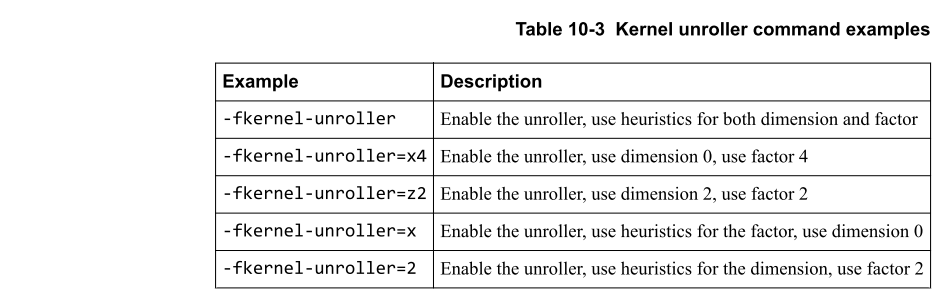 Table 10-3 Kernel unroller command examples
Example Description
-fkernel-unroller Enable the unroller, use heuristics for both dimension and factor
-fkernel-unroller=x4 Enable the unroller, use dimension 0, use factor 4
-fkernel-unroller=z2 Enable the unroller, use dimension 2, use factor 2
-fkernel-unroller=x Enable the unroller, use heuristics for the factor, use dimension 0
-fkernel-unroller=2 Enable the unroller, use heuristics for the dimension, use factor 2